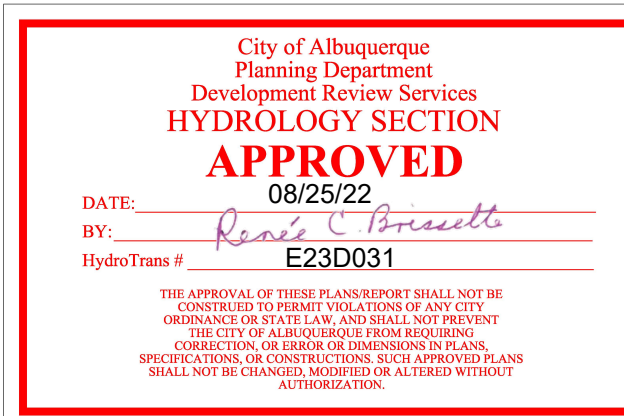 City of Albuquerque
Planning Department
Development Review Services
HYDROLOGY SECTION
APPROVED
DATE: 08/25/22
BY: Renée C. Brissette
HydroTrans # E23D031
THE APPROVAL OF THESE PLANS/REPORT SHALL NOT BE
CONSTRUED TO PERMIT VIOLATIONS OF ANY CITY
ORDINANCE OR STATE LAW, AND SHALL NOT PREVENT
THE CITY OF ALBUQUERQUE FROM REQUIRING
CORRECTION, OR ERROR OR DIMENSIONS IN PLANS,
SPECIFICATIONS, OR CONSTRUCTIONS. SUCH APPROVED PLANS
SHALL NOT BE CHANGED, MODIFIED OR ALTERED WITHOUT
AUTHORIZATION.